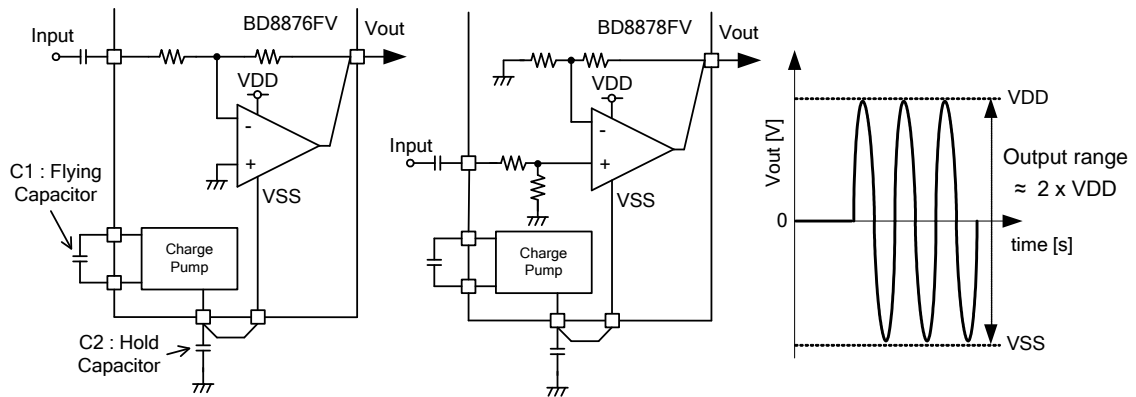 BD8876FV
Input
Vout
VDD
-
+
VSS
C1 : Flying
Capacitor
Charge
Pump
C2 : Hold
Capacitor
BD8878FV
Vout
VDD
-
Input
+
VSS
Charge
Pump
Vout [V]
VDD
Output range
≈ 2 x VDD
0
time [s]
VSS